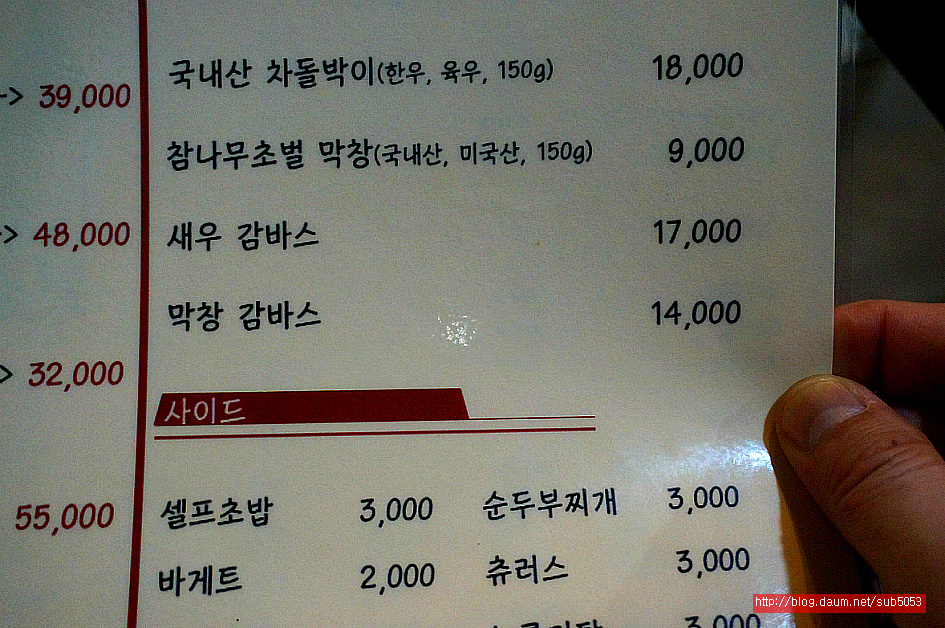 -> 39,000
-> 48,000
> 32,000
55,000
국내산 차돌박이(한우, 육우, 150g) 18,000
참나무초벌 막창(국내산, 미국산, 150g) 9,000
새우 감바스 17,000
막창 감바스 14,000
사이드
셀프초밥 3,000 순두부찌개 3,000
바게트 2,000 츄러스 3,000
3,000
http://blog.daum.net/sub5053